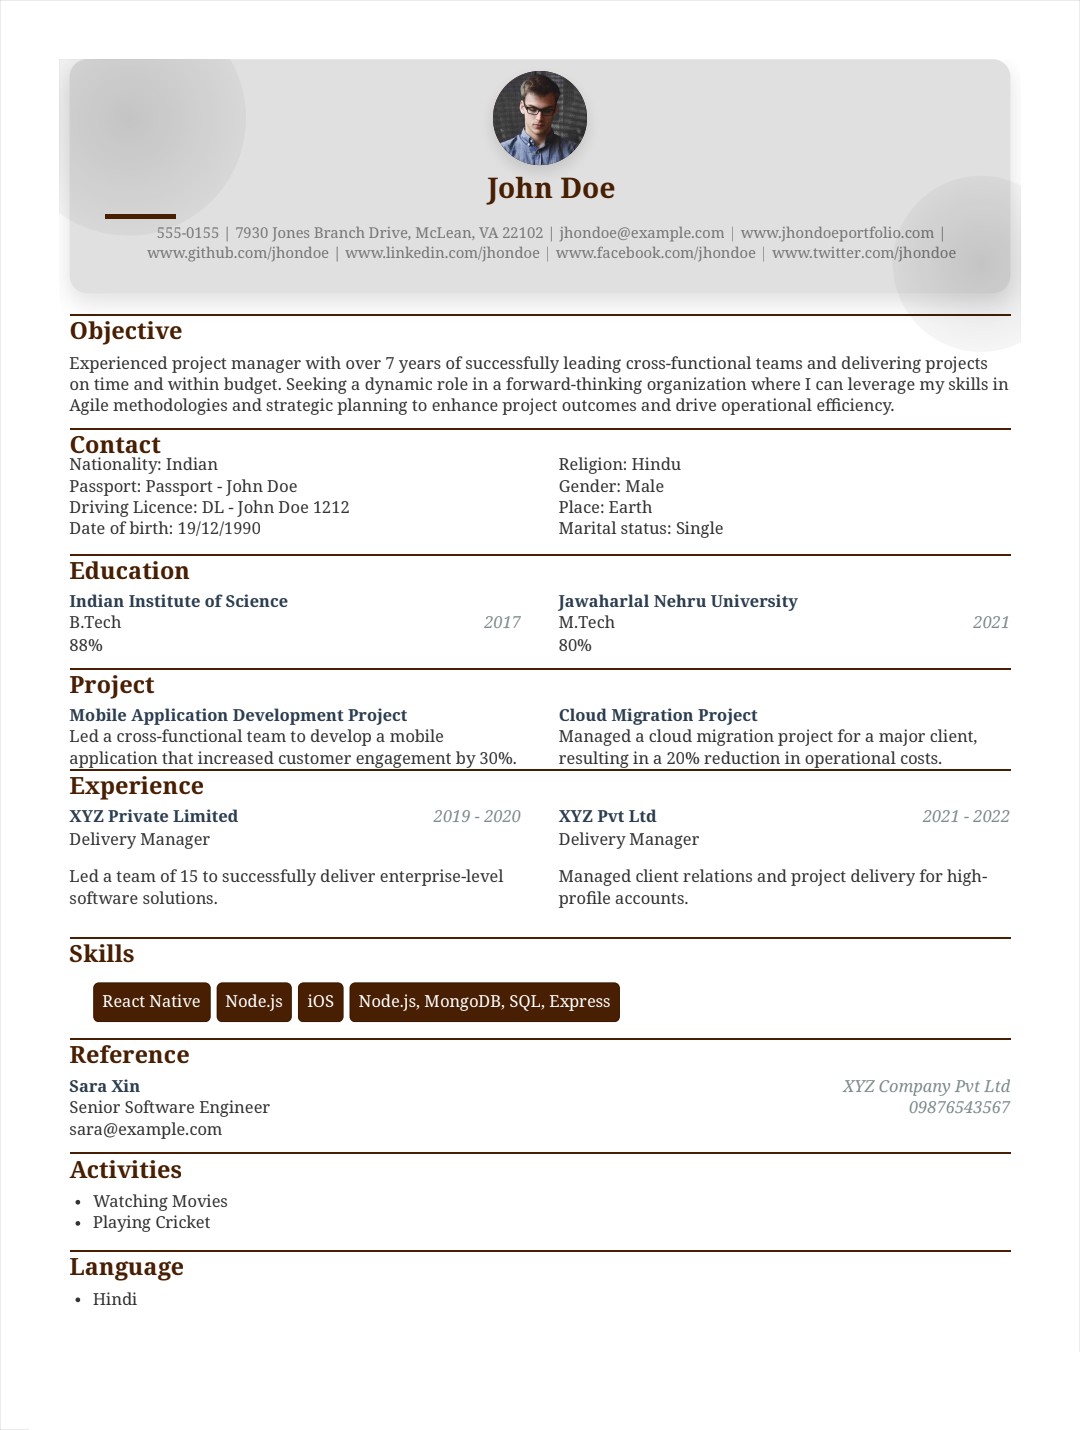 John Doe
555-0155 | 7930 Jones Branch Drive, McLean, VA 22102 | jhondoe@example.com | www.jhondoeportfolio.com |
www.github.com/jhondoe | www.linkedin.com/jhondoe | www.facebook.com/jhondoe | www.twitter.com/jhondoe
Objective
Experienced project manager with over 7 years of successfully leading cross-functional teams and delivering projects
on time and within budget. Seeking a dynamic role in a forward-thinking organization where I can leverage my skills in
Agile methodologies and strategic planning to enhance project outcomes and drive operational efficiency.
Contact
Nationality: Indian
Passport: Passport - John Doe
Driving Licence: DL - John Doe 1212
Date of birth: 19/12/1990
Religion: Hindu
Gender: Male
Place: Earth
Marital status: Single
Education
Indian Institute of Science
B.Tech 2017
88%
Jawaharlal Nehru University
M.Tech 2021
80%
Project
Mobile Application Development Project
Led a cross-functional team to develop a mobile
application that increased customer engagement by 30%.
Cloud Migration Project
Managed a cloud migration project for a major client,
resulting in a 20% reduction in operational costs.
Experience
XYZ Private Limited 2019 - 2020
Delivery Manager
Led a team of 15 to successfully deliver enterprise-level
software solutions.
XYZ Pvt Ltd 2021 - 2022
Delivery Manager
Managed client relations and project delivery for high-
profile accounts.
Skills
React Native Node.js iOS Node.js, MongoDB, SQL, Express
Reference
Sara Xin XYZ Company Pvt Ltd
Senior Software Engineer 09876543567
sara@example.com
Activities
• Watching Movies
• Playing Cricket
Language
• Hindi